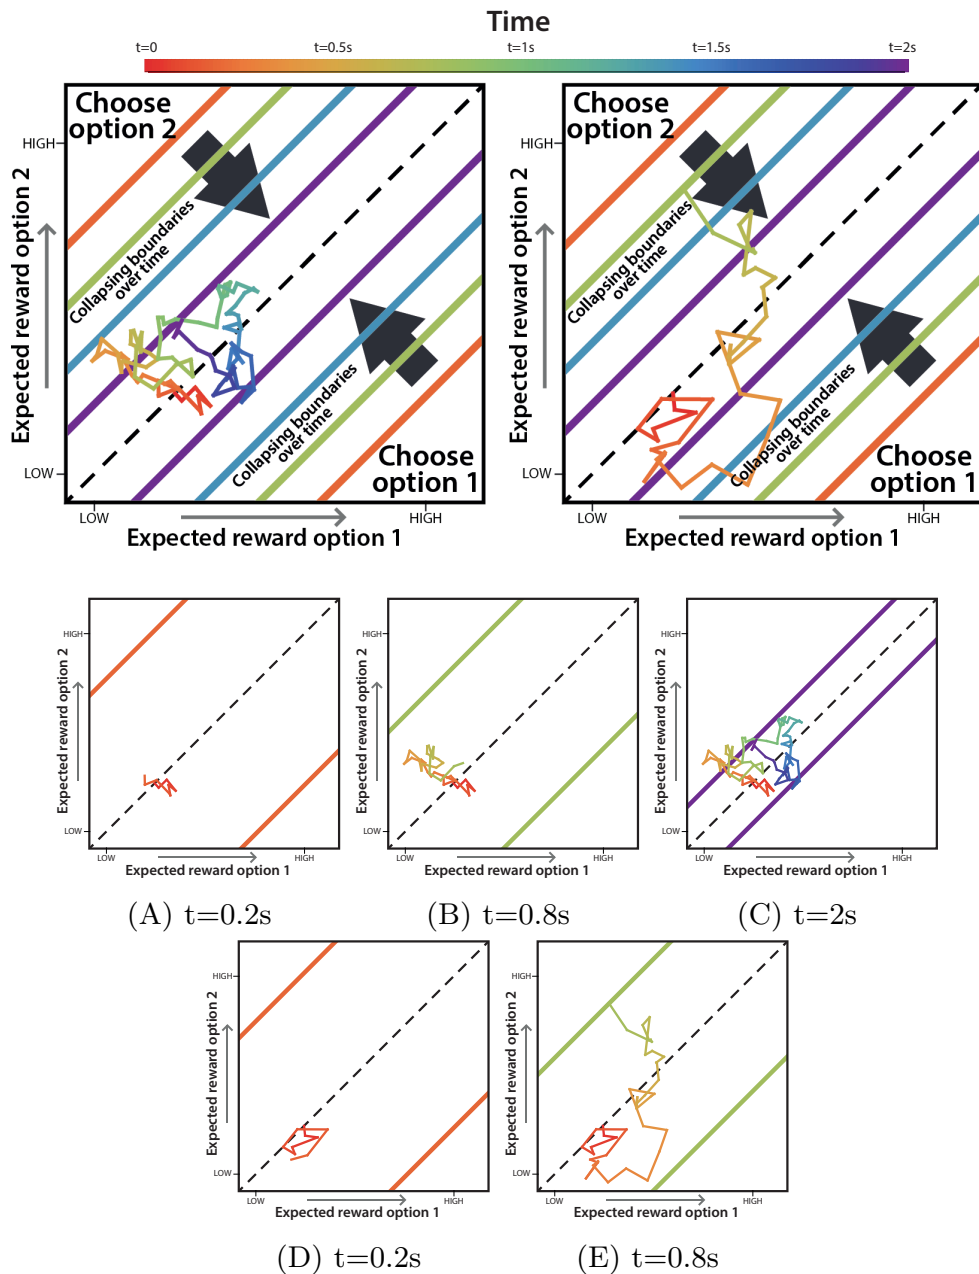 Time
t=0 t=0.5s t=1s t=1.5s t=2s
Choose
option 2
HIGH
Expected reward option 2
Collapsing boundaries
over time
Collapsing boundaries
over time
Choose
option 1
LOW
LOW HIGH
Expected reward option 1
Choose
option 2
HIGH
Expected reward option 2
Collapsing boundaries
over time
Collapsing boundaries
over time
Choose
option 1
LOW
LOW HIGH
Expected reward option 1
HIGH
Expected reward option 2
LOW
LOW HIGH
Expected reward option 1
(A) t=0.2s
HIGH
Expected reward option 2
LOW
LOW HIGH
Expected reward option 1
(B) t=0.8s
HIGH
Expected reward option 2
LOW
LOW HIGH
Expected reward option 1
(C) t=2s
HIGH
Expected reward option 2
LOW
LOW HIGH
Expected reward option 1
(D) t=0.2s
HIGH
Expected reward option 2
LOW
LOW HIGH
Expected reward option 1
(E) t=0.8s